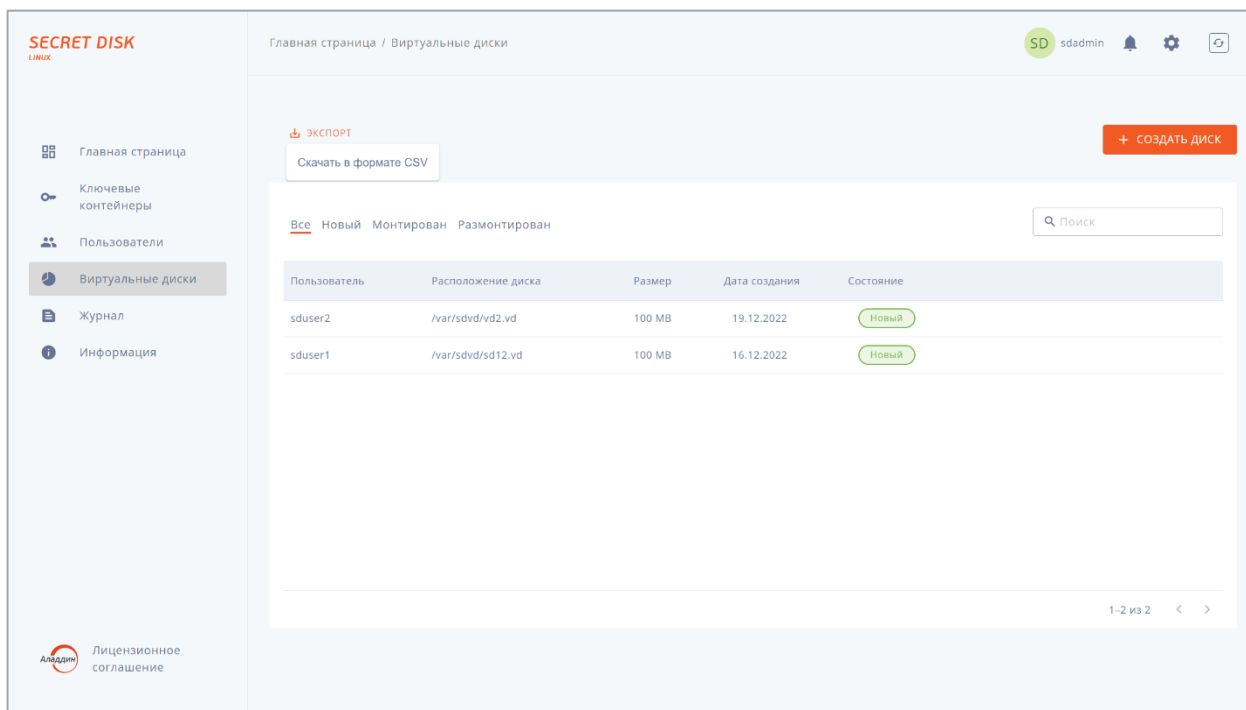 SECRET DISK
LINUX
Главная страница / Виртуальные диски
SD sdadmin
Главная страница
Ключевые
контейнеры
Пользователи
Виртуальные диски
Журнал
Информация
ЭКСПОРТ
Скачать в формате CSV
+ СОЗДАТЬ ДИСК
Все Новый Монтирован Размонтирован
Поиск
Пользователь Расположение диска Размер Дата создания Состояние
sduser2 /var/sdvd/vd2.vd 100 MB 19.12.2022 Новый
sduser1 /var/sdvd/sd12.vd 100 MB 16.12.2022 Новый
1–2 из 2 < >
Аладдин
Лицензионное
соглашение